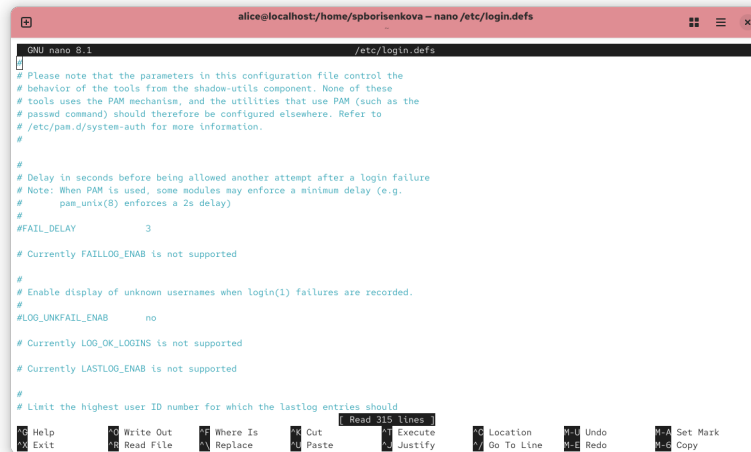 alice@localhost:/home/spborisenkova — nano /etc/login.defs
GNU nano 8.1 /etc/login.defs
#
# Please note that the parameters in this configuration file control the
# behavior of the tools from the shadow-utils component. None of these
# tools uses the PAM mechanism, and the utilities that use PAM (such as the
# passwd command) should therefore be configured elsewhere. Refer to
# /etc/pam.d/system-auth for more information.
#
#
# Delay in seconds before being allowed another attempt after a login failure
# Note: When PAM is used, some modules may enforce a minimum delay (e.g.
# pam_unix(8) enforces a 2s delay)
#
#FAIL_DELAY 3
# Currently FAILLOG_ENAB is not supported
#
# Enable display of unknown usernames when login(1) failures are recorded.
#
#LOG_UNKFAIL_ENAB no
# Currently LOG_OK_LOGINS is not supported
# Currently LASTLOG_ENAB is not supported
#
# Limit the highest user ID number for which the lastlog entries should
[ Read 315 lines ]
^G Help ^O Write Out ^F Where Is ^K Cut ^T Execute ^C Location M-U Undo M-A Set Mark
^X Exit ^R Read File ^\ Replace ^U Paste ^J Justify ^/ Go To Line M-E Redo M-6 Copy